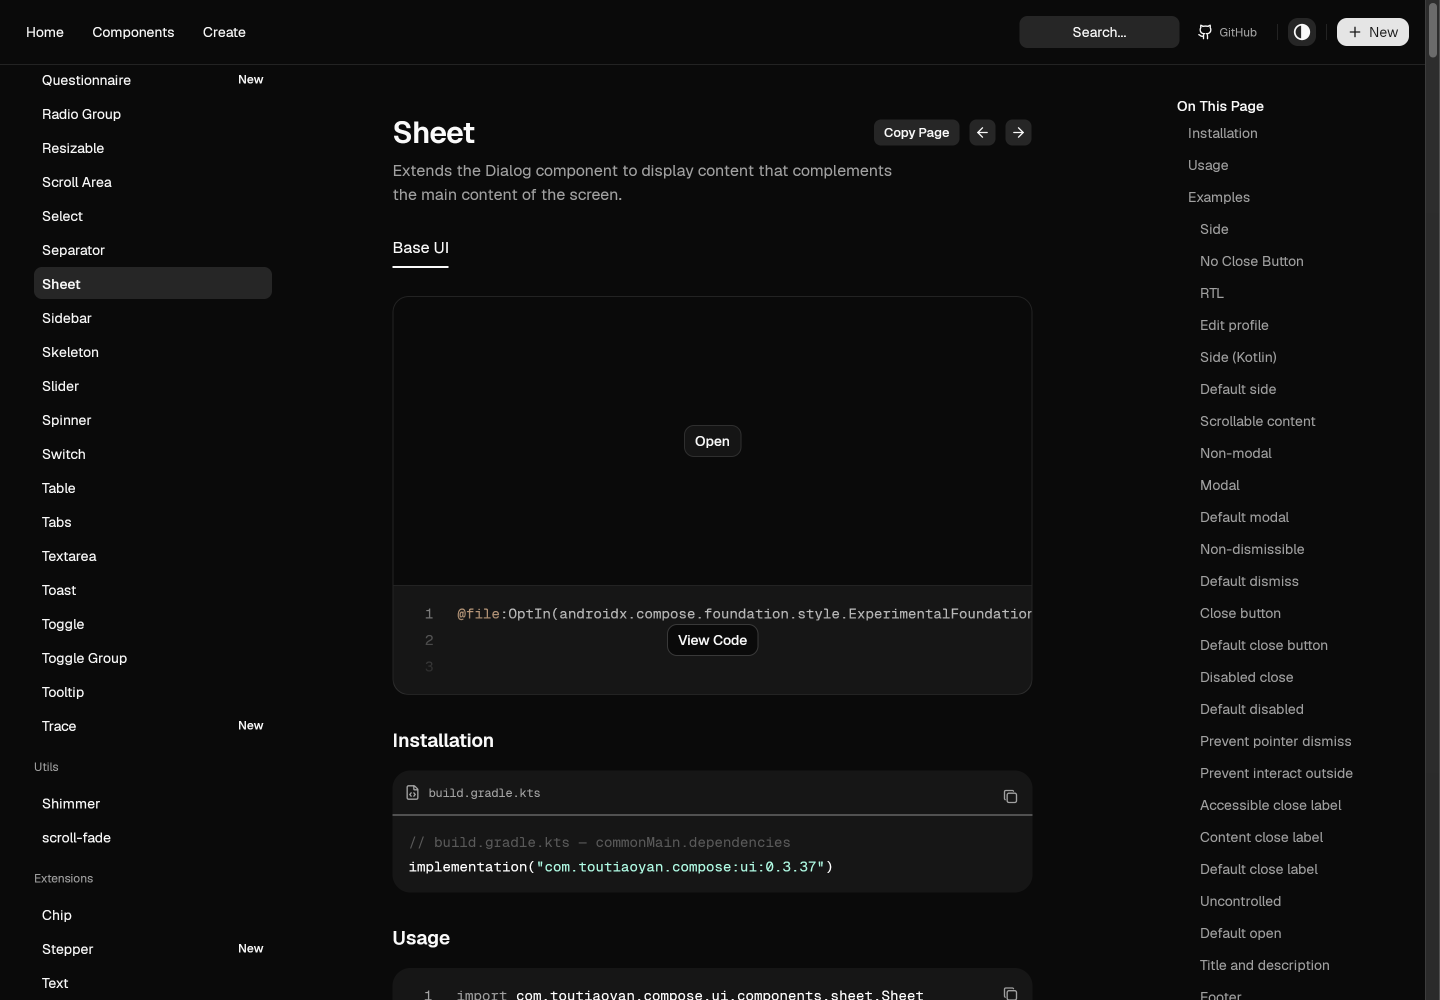 Home
Components
Create
Search...
GitHub
New
Questionnaire New
Radio Group
Resizable
Scroll Area
Select
Separator
Sheet
Sidebar
Skeleton
Slider
Spinner
Switch
Table
Tabs
Textarea
Toast
Toggle
Toggle Group
Tooltip
Trace New
Utils
Shimmer
scroll-fade
Extensions
Chip
Stepper New
Text
Sheet
Copy Page
Extends the Dialog component to display content that complements
the main content of the screen.
Base UI
Open
1 @file:OptIn(androidx.compose.foundation.style.ExperimentalFoundation
2
View Code
3
Installation
build.gradle.kts
// build.gradle.kts — commonMain.dependencies
implementation("com.toutiaoyan.compose:ui:0.3.37")
Usage
1 import com.toutiaoyan.compose.ui.components.sheet.Sheet
On This Page
Installation
Usage
Examples
Side
No Close Button
RTL
Edit profile
Side (Kotlin)
Default side
Scrollable content
Non-modal
Modal
Default modal
Non-dismissible
Default dismiss
Close button
Default close button
Disabled close
Default disabled
Prevent pointer dismiss
Prevent interact outside
Accessible close label
Content close label
Default close label
Uncontrolled
Default open
Title and description
Footer